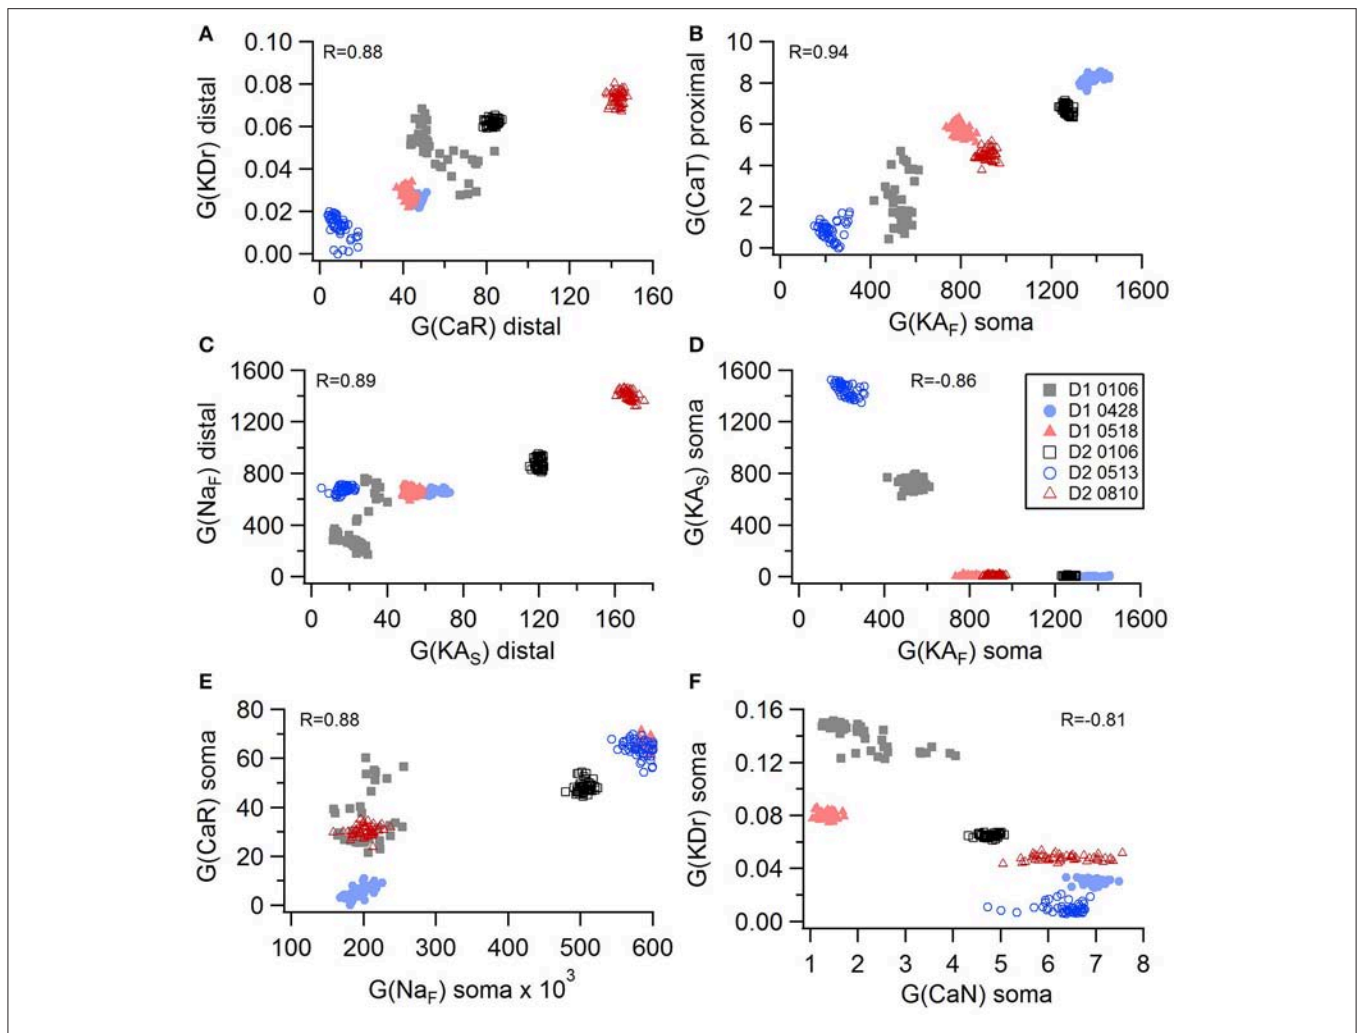 A
R=0.88
G(KDr) distal
0.10
0.08
0.06
0.04
0.02
0.00
0 40 80 120 160
G(CaR) distal
B
R=0.94
G(CaT) proximal
10
8
6
4
2
0
0 400 800 1200 1600
G(KAF) soma
C
R=0.89
G(NaF) distal
1600
1200
800
400
0
0 40 80 120 160
G(KAS) distal
D
R=-0.86
G(KAS) soma
1600
1200
800
400
0
0 400 800 1200 1600
G(KAF) soma
D1 0106
D1 0428
D1 0518
D2 0106
D2 0513
D2 0810
E
R=0.88
G(CaR) soma
80
60
40
20
0
100 200 300 400 500 600
G(NaF) soma x 10³
F
R=-0.81
G(KDr) soma
0.16
0.12
0.08
0.04
0.00
1 2 3 4 5 6 7 8
G(CaN) soma